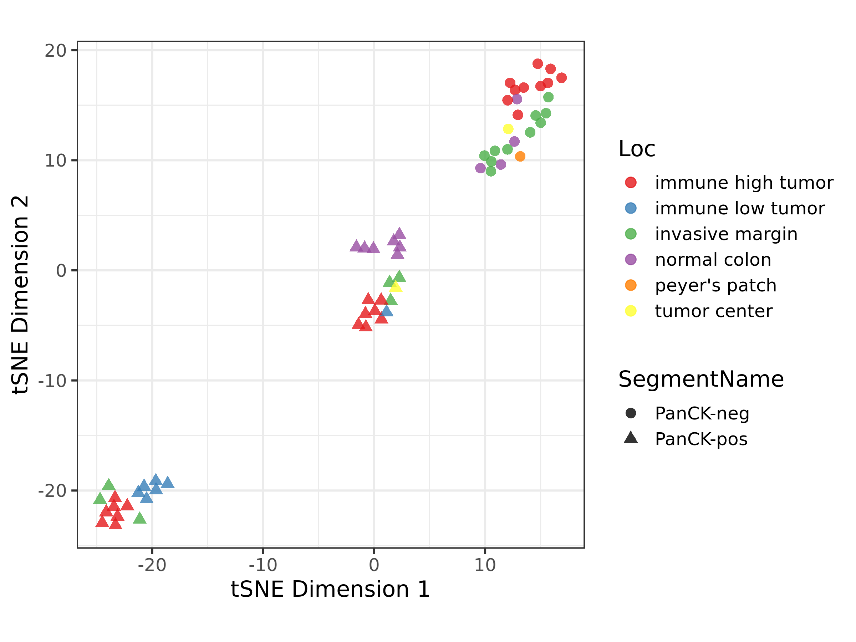 20
10
0
-10
-20
-20
-10
0
10
tSNE Dimension 1
tSNE Dimension 2
Loc
immune high tumor
immune low tumor
invasive margin
normal colon
peyer's patch
tumor center
SegmentName
PanCK-neg
PanCK-pos